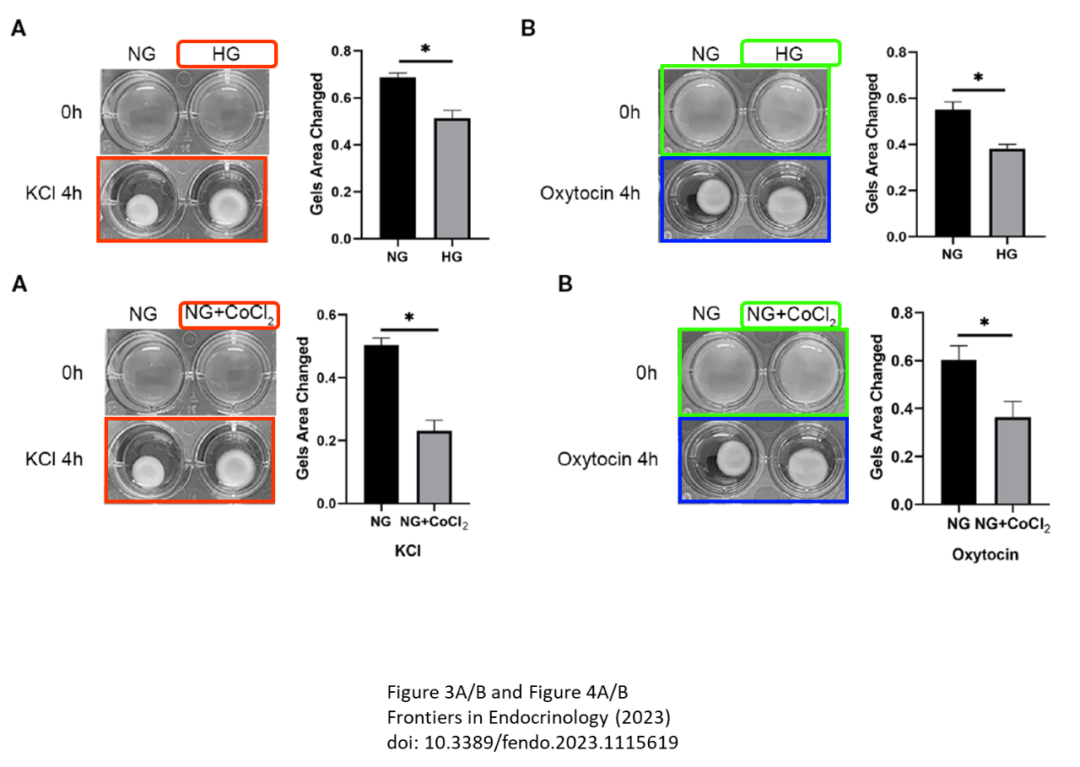 A
NG HG
0h
KCl 4h
Gels Area Changed
0.8
0.6
0.4
0.2
0.0
*
NG HG
B
NG HG
0h
Oxytocin 4h
Gels Area Changed
0.8
0.6
0.4
0.2
0.0
*
NG HG
A
NG NG+CoCl₂
0h
KCl 4h
Gels Area Changed
0.6
0.4
0.2
0.0
*
NG NG+CoCl₂
KCl
B
NG NG+CoCl₂
0h
Oxytocin 4h
Gels Area Changed
0.8
0.6
0.4
0.2
0.0
*
NG NG+CoCl₂
Oxytocin
Figure 3A/B and Figure 4A/B
Frontiers in Endocrinology (2023)
doi: 10.3389/fendo.2023.1115619